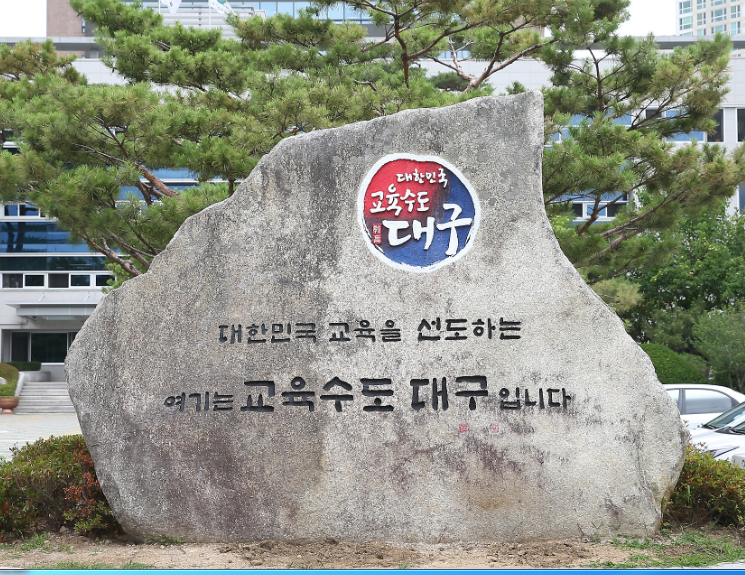 대한민국
교육수도
대구
대한민국 교육을 선도하는
여기는 교육수도 대구입니다